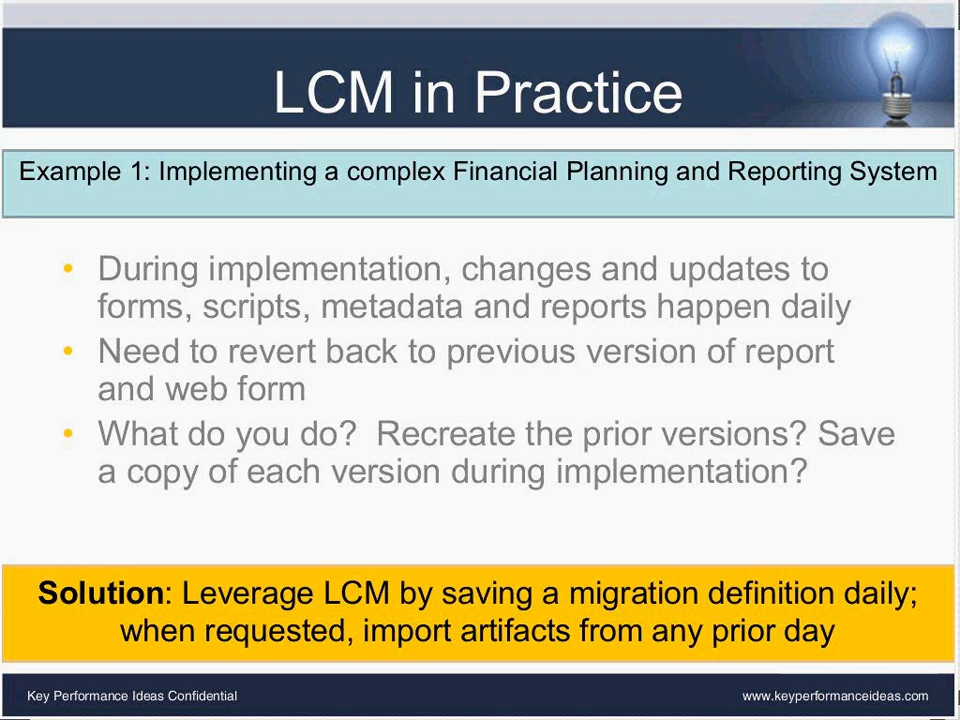 LCM in Practice
Example 1: Implementing a complex Financial Planning and Reporting System
• During implementation, changes and updates to
forms, scripts, metadata and reports happen daily
• Need to revert back to previous version of report
and web form
• What do you do?  Recreate the prior versions? Save
a copy of each version during implementation?
Solution: Leverage LCM by saving a migration definition daily;
when requested, import artifacts from any prior day
Key Performance Ideas Confidential
www.keyperformanceideas.com